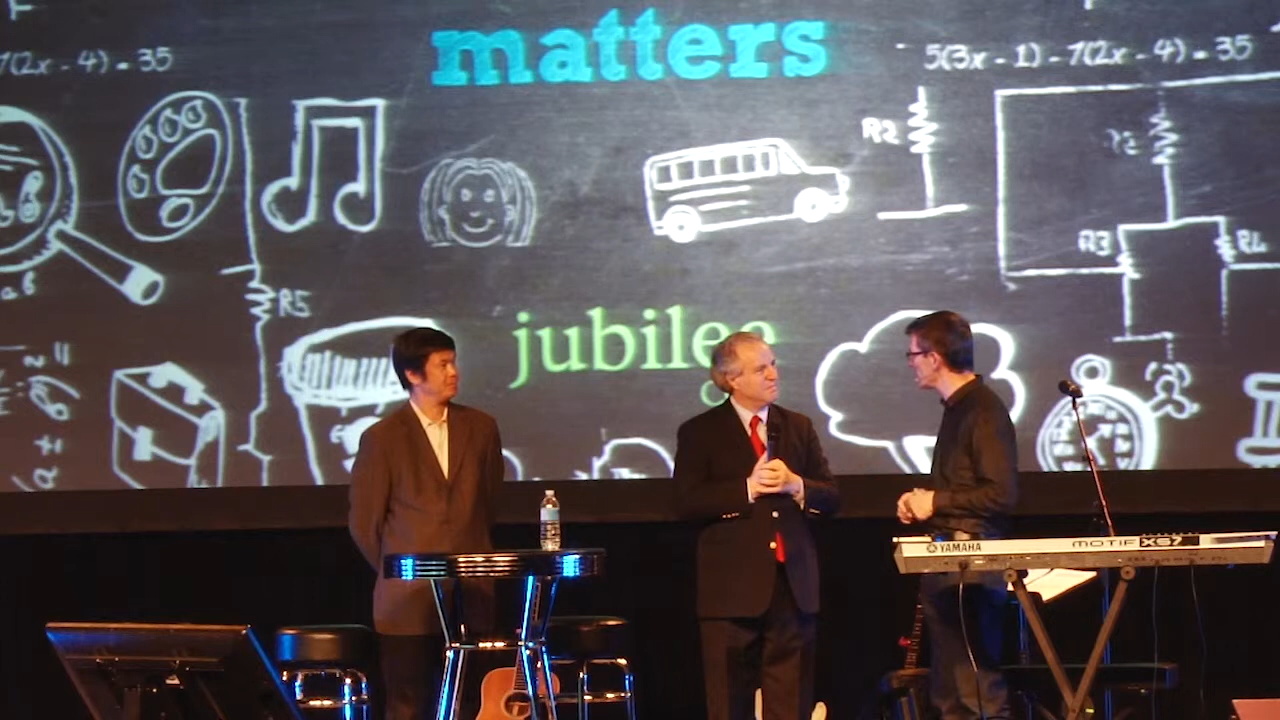 matters
7(2x - 4) = 35
5(3x - 1) - 7(2x - 4) = 35
R2
R3
R4
R5
jubilee
YAMAHA
MOTIF XS7